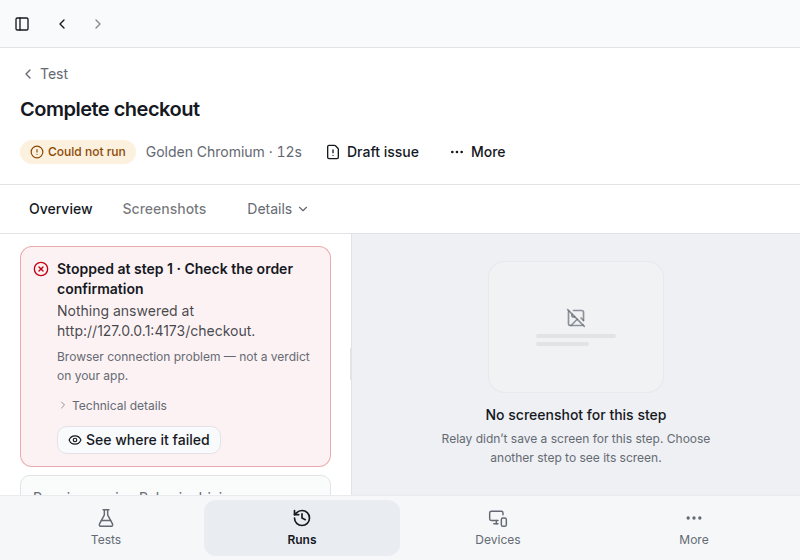 Test
Complete checkout
Could not run
Golden Chromium · 12s
Draft issue
More
Overview
Screenshots
Details
Stopped at step 1 · Check the order
confirmation
Nothing answered at
http://127.0.0.1:4173/checkout.
Browser connection problem — not a verdict
on your app.
Technical details
See where it failed
No screenshot for this step
Relay didn’t save a screen for this step. Choose
another step to see its screen.
Tests
Runs
Devices
More